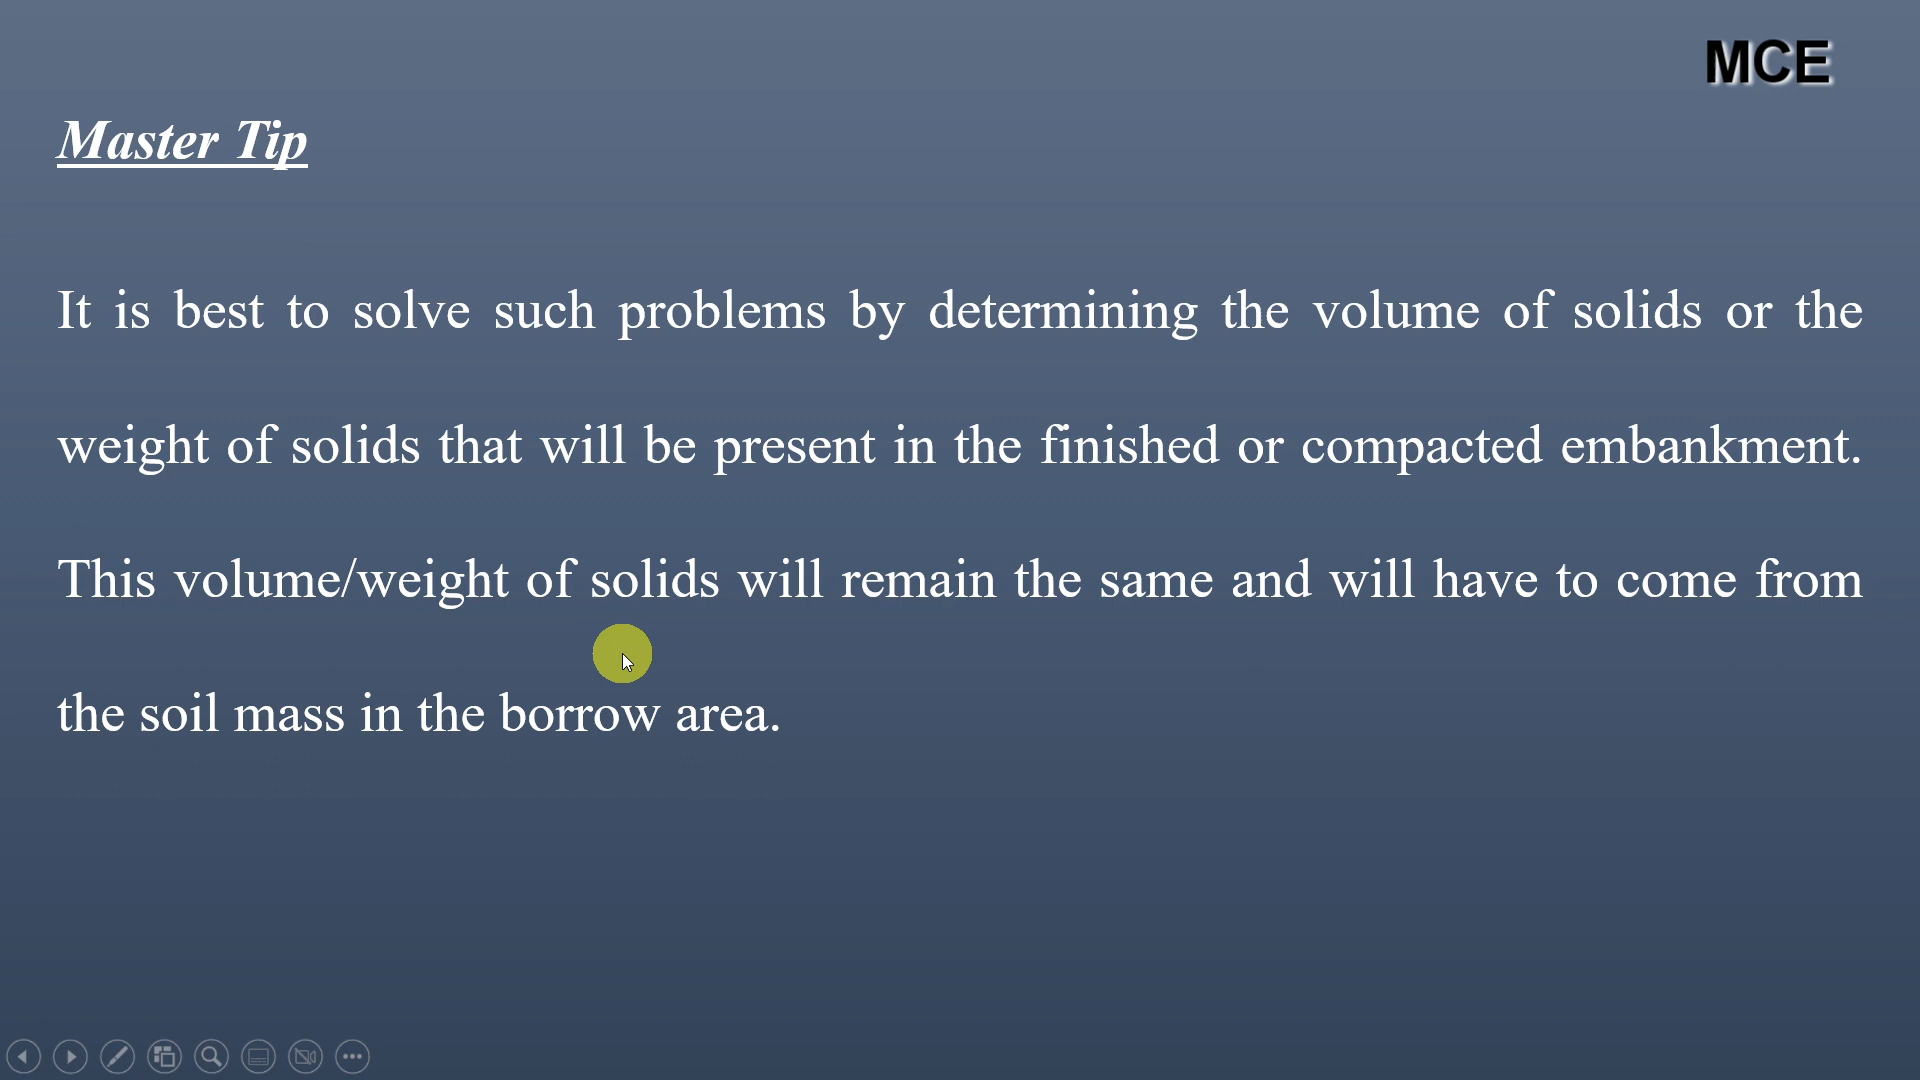 MCE
Master Tip
It is best to solve such problems by determining the volume of solids or the
weight of solids that will be present in the finished or compacted embankment.
This volume/weight of solids will remain the same and will have to come from
the soil mass in the borrow area.